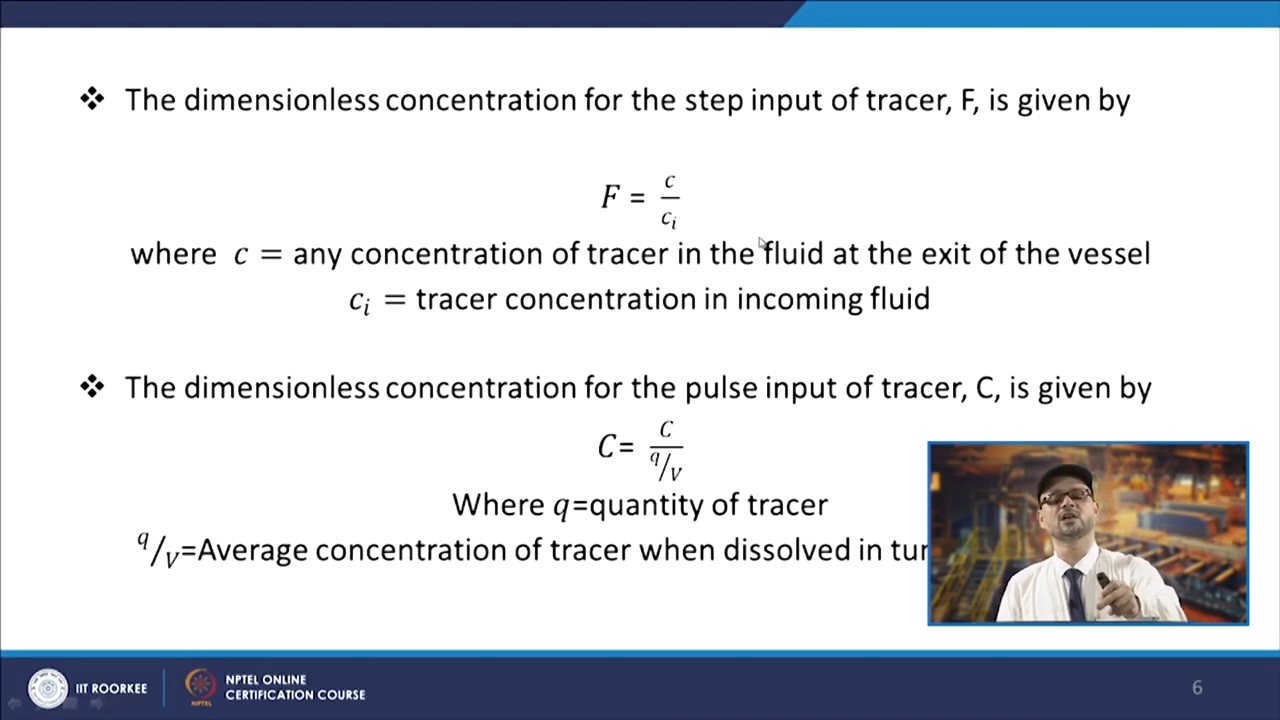 ❖ The dimensionless concentration for the step input of tracer, F, is given by
F = c/cᵢ
where c = any concentration of tracer in the fluid at the exit of the vessel
cᵢ = tracer concentration in incoming fluid
❖ The dimensionless concentration for the pulse input of tracer, C, is given by
C= C/(q/V)
Where q=quantity of tracer
q/V=Average concentration of tracer when dissolved in
IIT ROORKEE
NPTEL ONLINE
CERTIFICATION COURSE
NPTEL
6